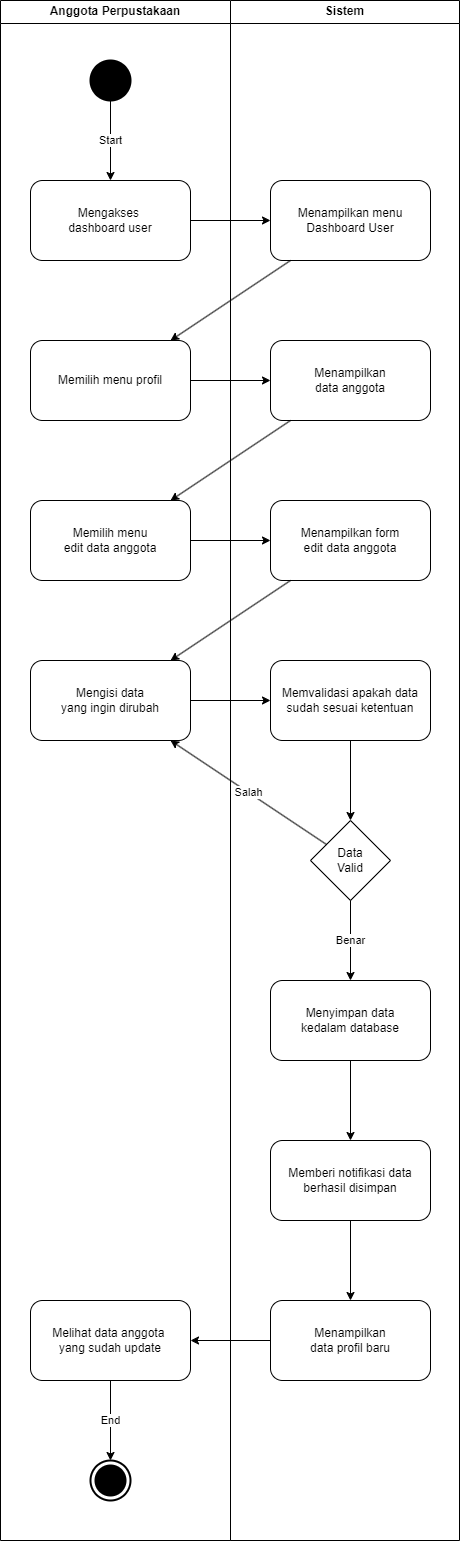 Anggota Perpustakaan
Sistem
Start
Mengakses
dashboard user
Menampilkan menu
Dashboard User
Memilih menu profil
Menampilkan
data anggota
Memilih menu
edit data anggota
Menampilkan form
edit data anggota
Mengisi data
yang ingin dirubah
Memvalidasi apakah data
sudah sesuai ketentuan
Salah
Data
Valid
Benar
Menyimpan data
kedalam database
Memberi notifikasi data
berhasil disimpan
Melihat data anggota
yang sudah update
Menampilkan
data profil baru
End